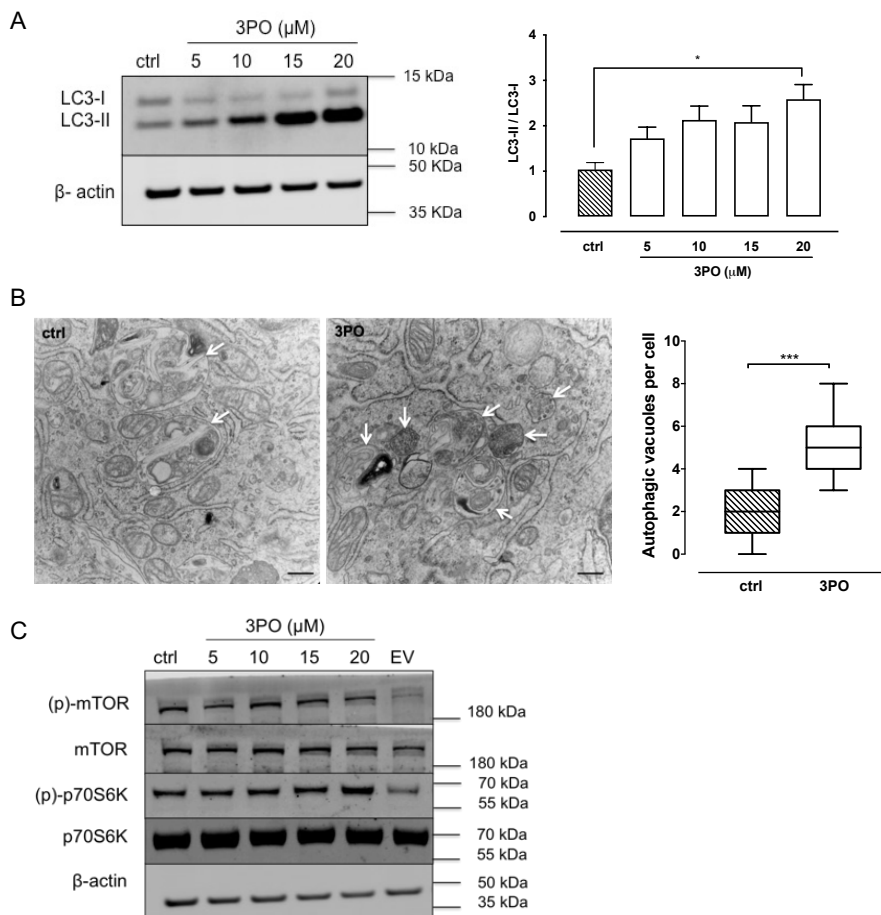 A
3PO (µM)
ctrl 5 10 15 20
15 kDa
LC3-I
LC3-II
10 kDa
50 KDa
β- actin
35 KDa
LC3-II / LC3-I
4
3
2
1
0
*
ctrl 5 10 15 20
3PO (µM)
B
ctrl
3PO
Autophagic vacuoles per cell
10
8
6
4
2
0
***
ctrl 3PO
C
3PO (µM)
ctrl 5 10 15 20 EV
(p)-mTOR
180 kDa
mTOR
180 kDa
(p)-p70S6K
70 kDa
55 kDa
p70S6K
70 kDa
55 kDa
β-actin
50 kDa
35 kDa